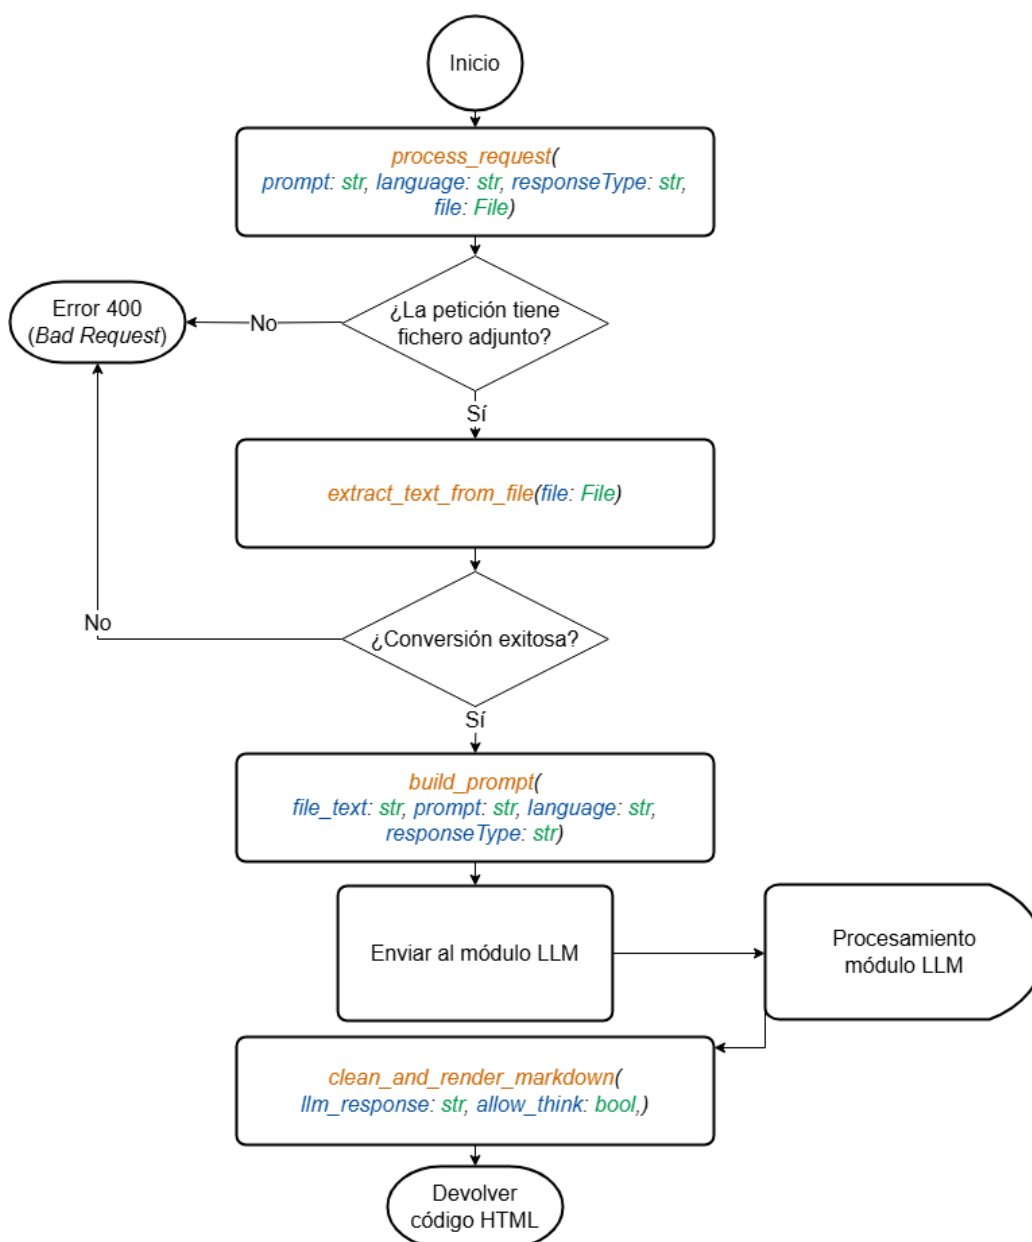 Inicio
process_request(
prompt: str, language: str, responseType: str,
file: File)
¿La petición tiene
fichero adjunto?
No
Error 400
(Bad Request)
Sí
extract_text_from_file(file: File)
¿Conversión exitosa?
No
Sí
build_prompt(
file_text: str, prompt: str, language: str,
responseType: str)
Enviar al módulo LLM
Procesamiento
módulo LLM
clean_and_render_markdown(
llm_response: str, allow_think: bool,)
Devolver
código HTML